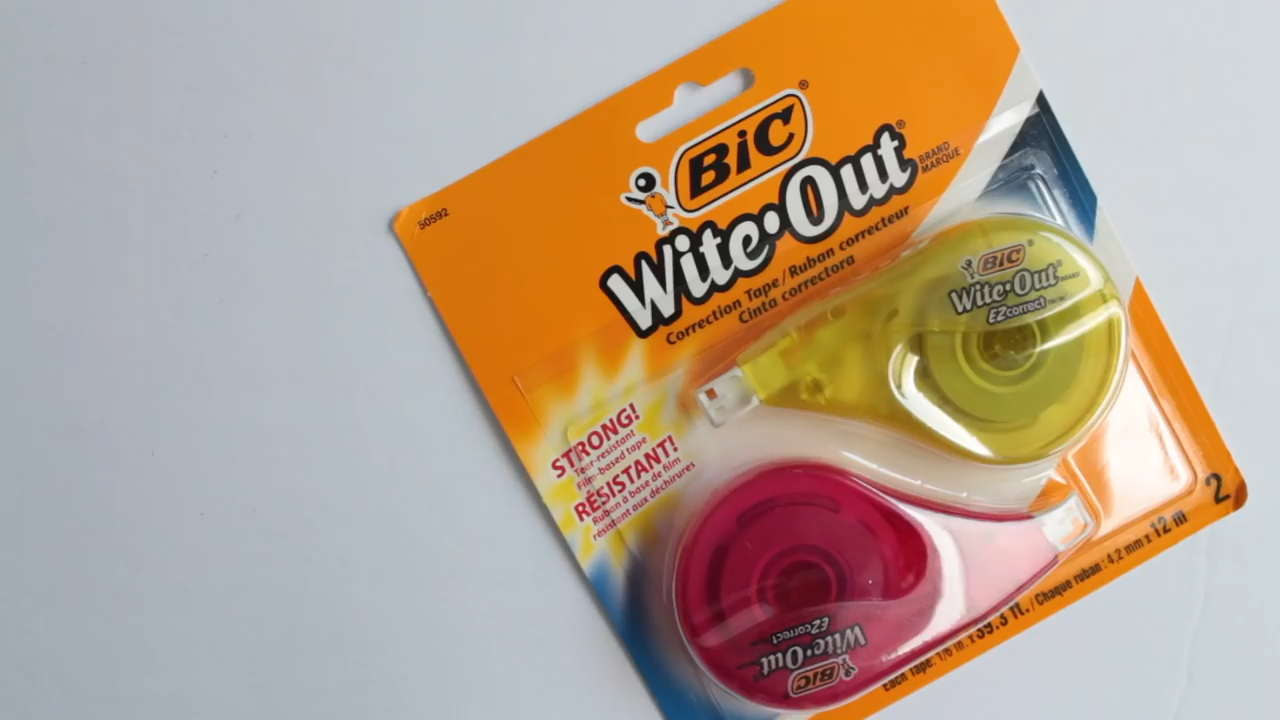 50592
BiC®
Wite•Out®
BRAND
MARQUE
Correction Tape / Ruban correcteur
Cinta correctora
BiC®
Wite•Out®
BRAND
EZcorrect
STRONG!
Tear-resistant
Film-based tape
RÉSISTANT!
Ruban à base de film
résistant aux déchirures
Wite•Out
EZcorrect
BiC
2
Each Tape: 1/6 in. x 39.3 ft. / Chaque ruban : 4,2 mm x 12 m